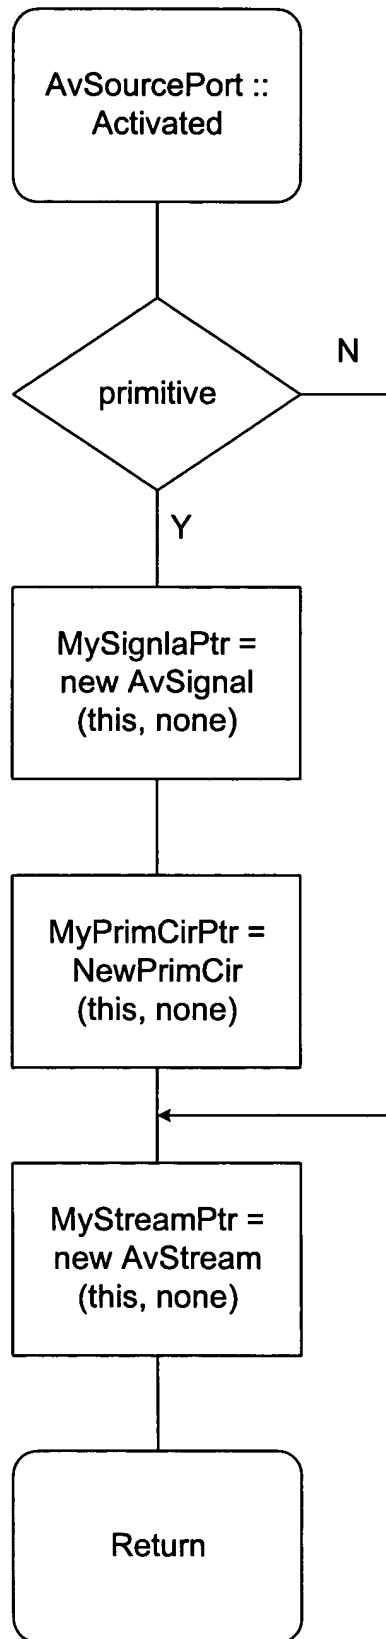 AvSourcePort ::
Activated
primitive
N
Y
MySignlaPtr =
new AvSignal
(this, none)
MyPrimCirPtr =
NewPrimCir
(this, none)
MyStreamPtr =
new AvStream
(this, none)
Return